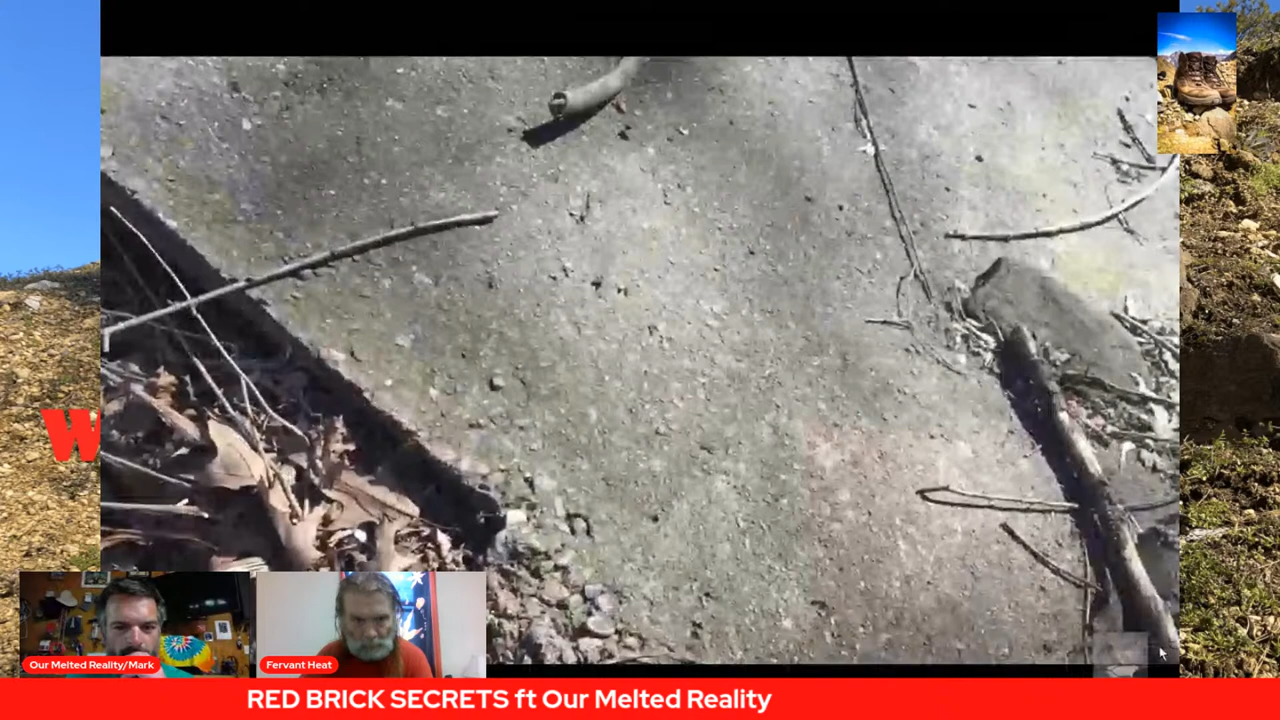 W
Our Melted Reality/Mark
Fervant Heat
RED BRICK SECRETS ft Our Melted Reality